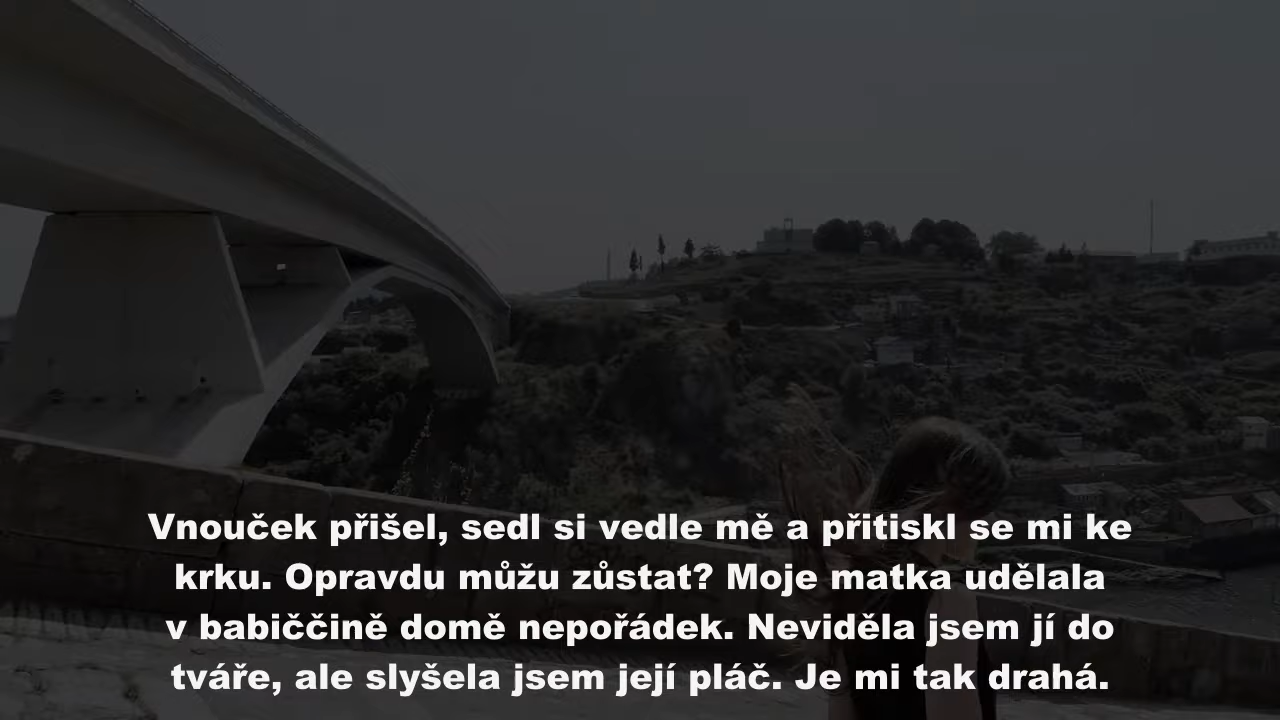 Vnouček přišel, sedl si vedle mě a přitiskl se mi ke
krku. Opravdu můžu zůstat? Moje matka udělala
v babiččině domě nepořádek. Neviděla jsem jí do
tváře, ale slyšela jsem její pláč. Je mi tak drahá.